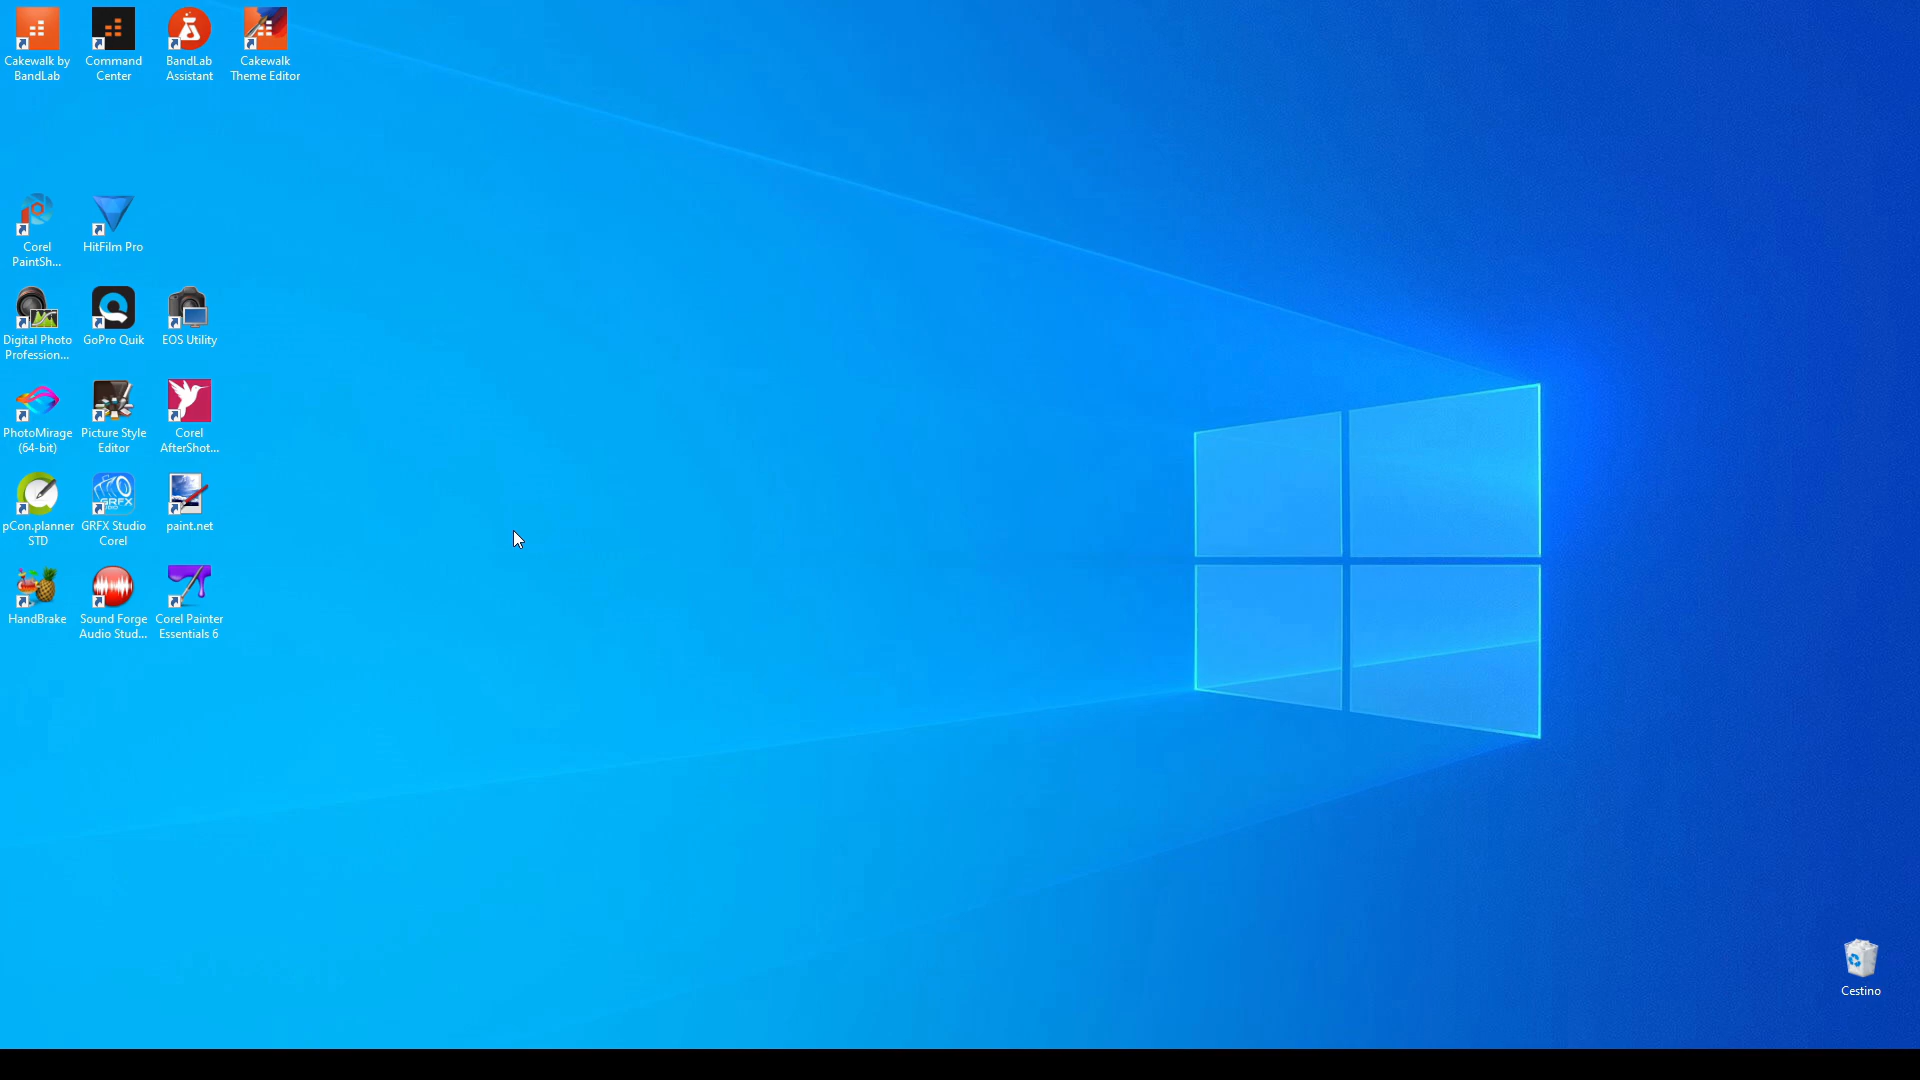 Cakewalk by
BandLab
Command
Center
BandLab
Assistant
Cakewalk
Theme Editor
Corel
PaintSh...
HitFilm Pro
Digital Photo
Profession...
GoPro Quik
EOS Utility
PhotoMirage
(64-bit)
Picture Style
Editor
Corel
AfterShot...
pCon.planner
STD
GRFX
GRFX Studio
Corel
paint.net
HandBrake
Sound Forge
Audio Stud...
Corel Painter
Essentials 6
Cestino